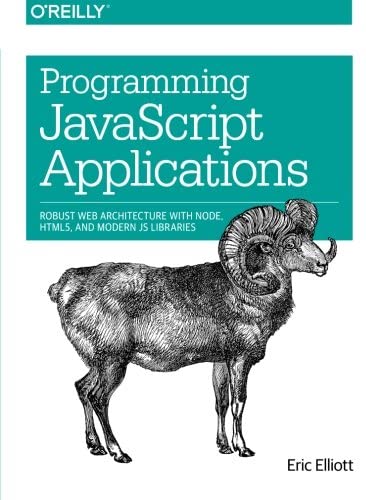 O'REILLY®
Programming
JavaScript
Applications
ROBUST WEB ARCHITECTURE WITH NODE,
HTML5, AND MODERN JS LIBRARIES
Eric Elliott